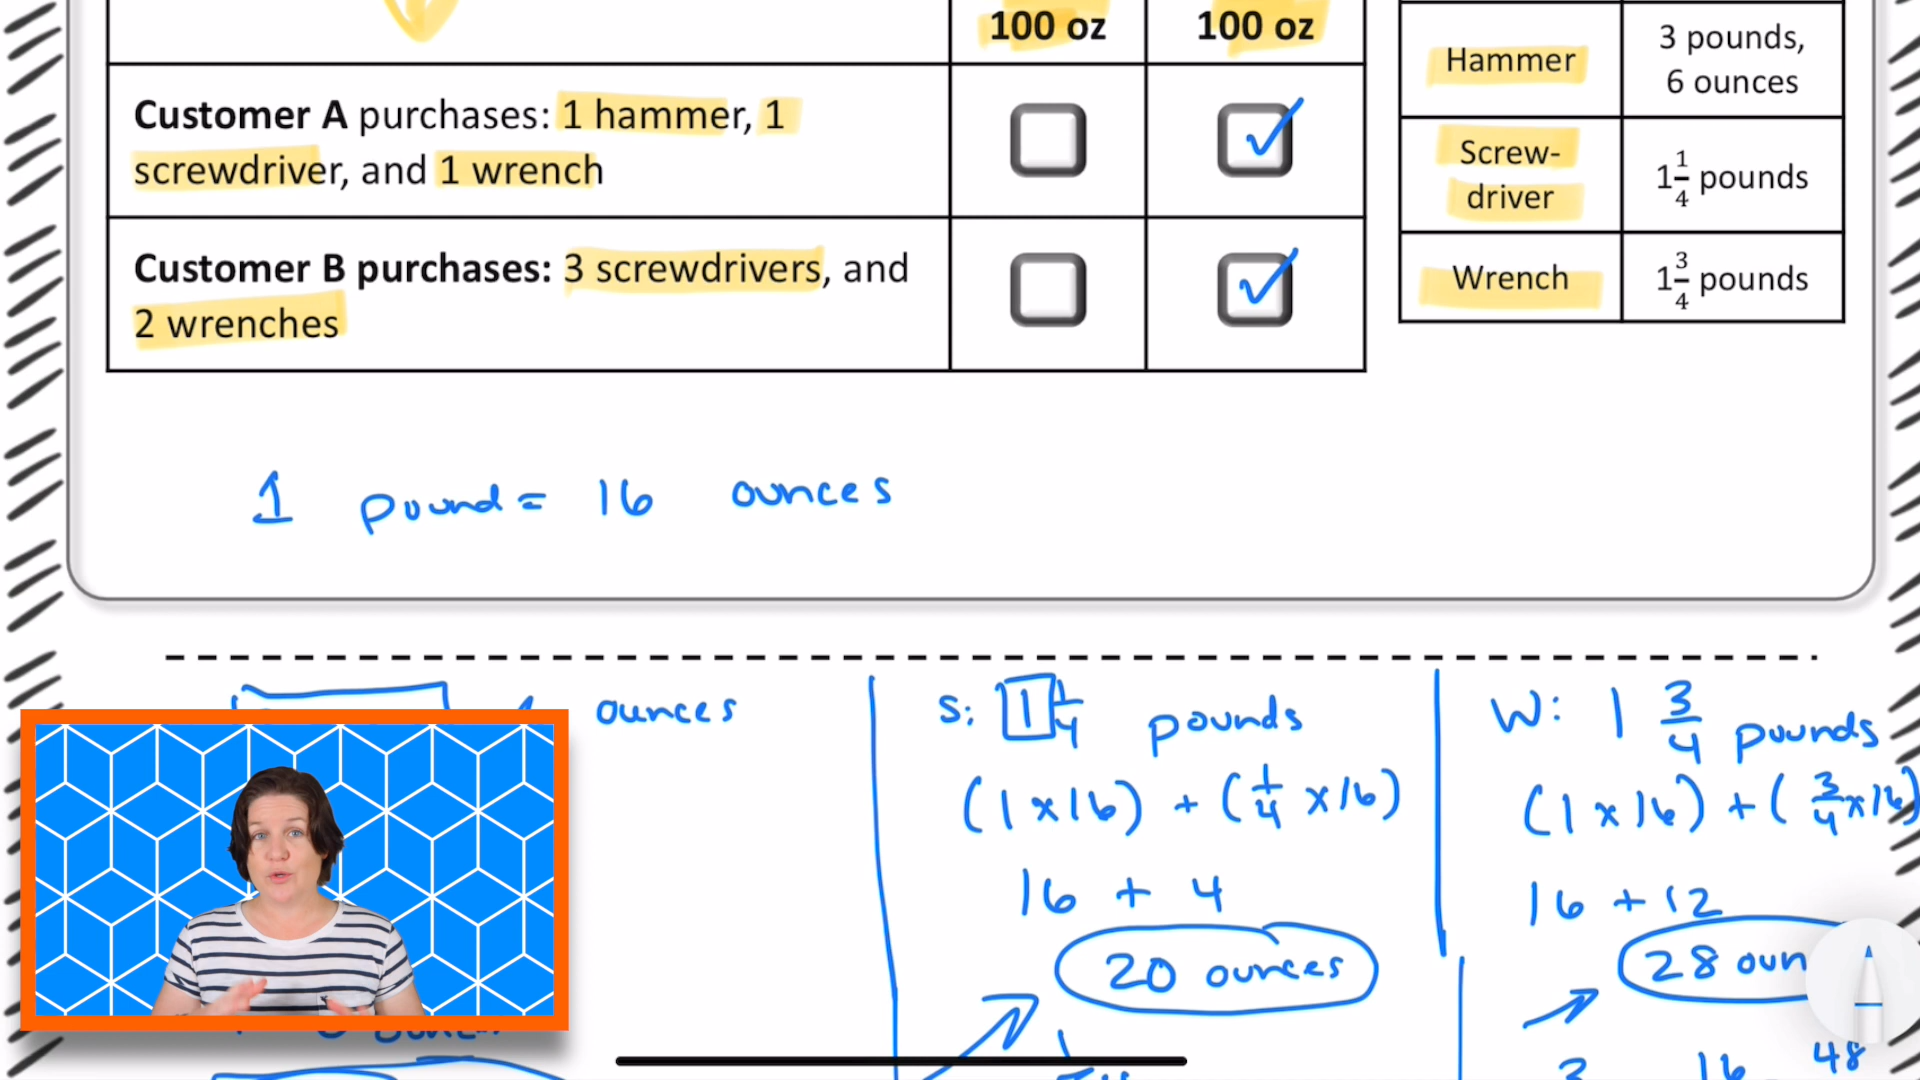 100 oz
100 oz
Customer A purchases: 1 hammer, 1
screwdriver, and 1 wrench
Customer B purchases: 3 screwdrivers, and
2 wrenches
Hammer
3 pounds,
6 ounces
Screw-
driver
1 1/4 pounds
Wrench
1 3/4 pounds
1 pound = 16 ounces
ounces
S: 1 1/4 pounds
(1 x 16) + (1/4 x 16)
16 + 4
20 ounces
W: 1 3/4 pounds
(1 x 16) + (3/4 x 16)
16 + 12
28 oun
3 16 48